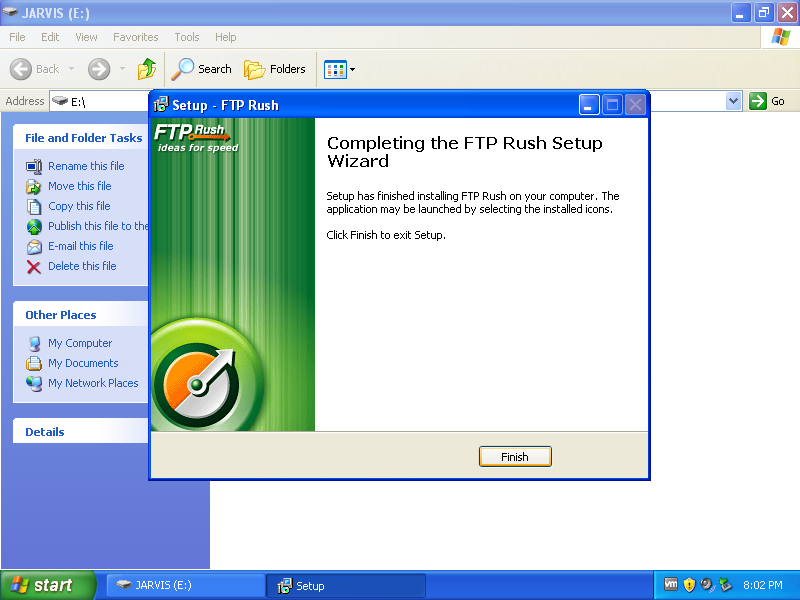 JARVIS (E:)
File Edit View Favorites Tools Help
Back Search Folders
Address E:\ Go
Setup - FTP Rush
File and Folder Tasks
Rename this file
Move this file
Copy this file
Publish this file to the
E-mail this file
Delete this file
Other Places
My Computer
My Documents
My Network Places
Details
FTP Rush
ideas for speed
Completing the FTP Rush Setup
Wizard
Setup has finished installing FTP Rush on your computer. The
application may be launched by selecting the installed icons.
Click Finish to exit Setup.
Finish
start JARVIS (E:) Setup vm 8:02 PM